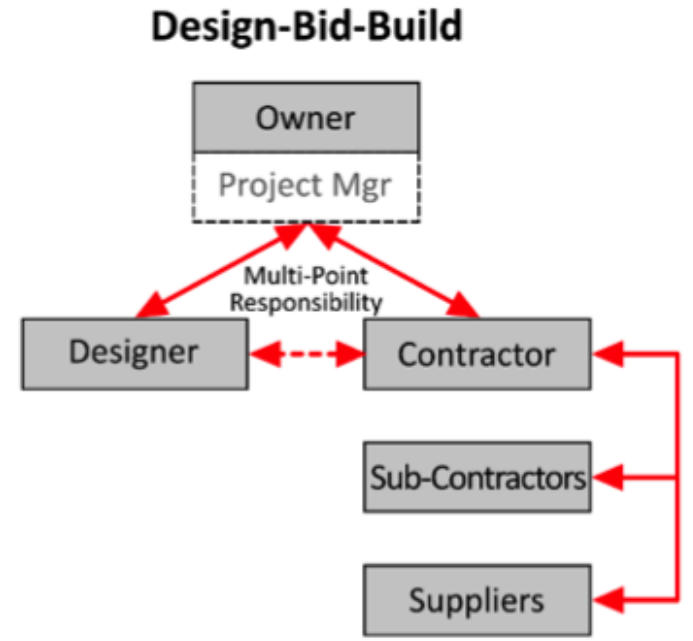 Design-Bid-Build
Owner
Project Mgr
Multi-Point
Responsibility
Designer
Contractor
Sub-Contractors
Suppliers